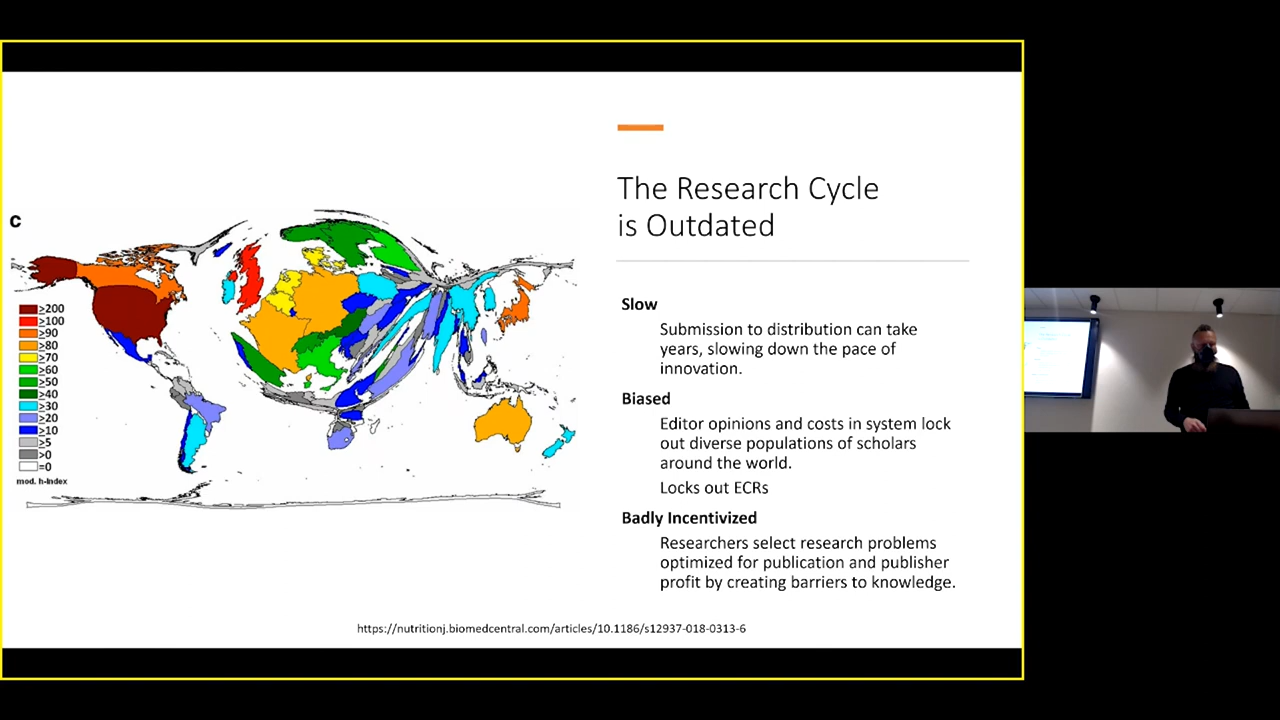 The Research Cycle
is Outdated
c
≥200
≥100
≥90
≥80
≥70
≥60
≥50
≥40
≥30
≥20
≥10
≥5
>0
=0
mod. h-index
Slow
Submission to distribution can take
years, slowing down the pace of
innovation.
Biased
Editor opinions and costs in system lock
out diverse populations of scholars
around the world.
Locks out ECRs
Badly Incentivized
Researchers select research problems
optimized for publication and publisher
profit by creating barriers to knowledge.
https://nutritionj.biomedcentral.com/articles/10.1186/s12937-018-0313-6